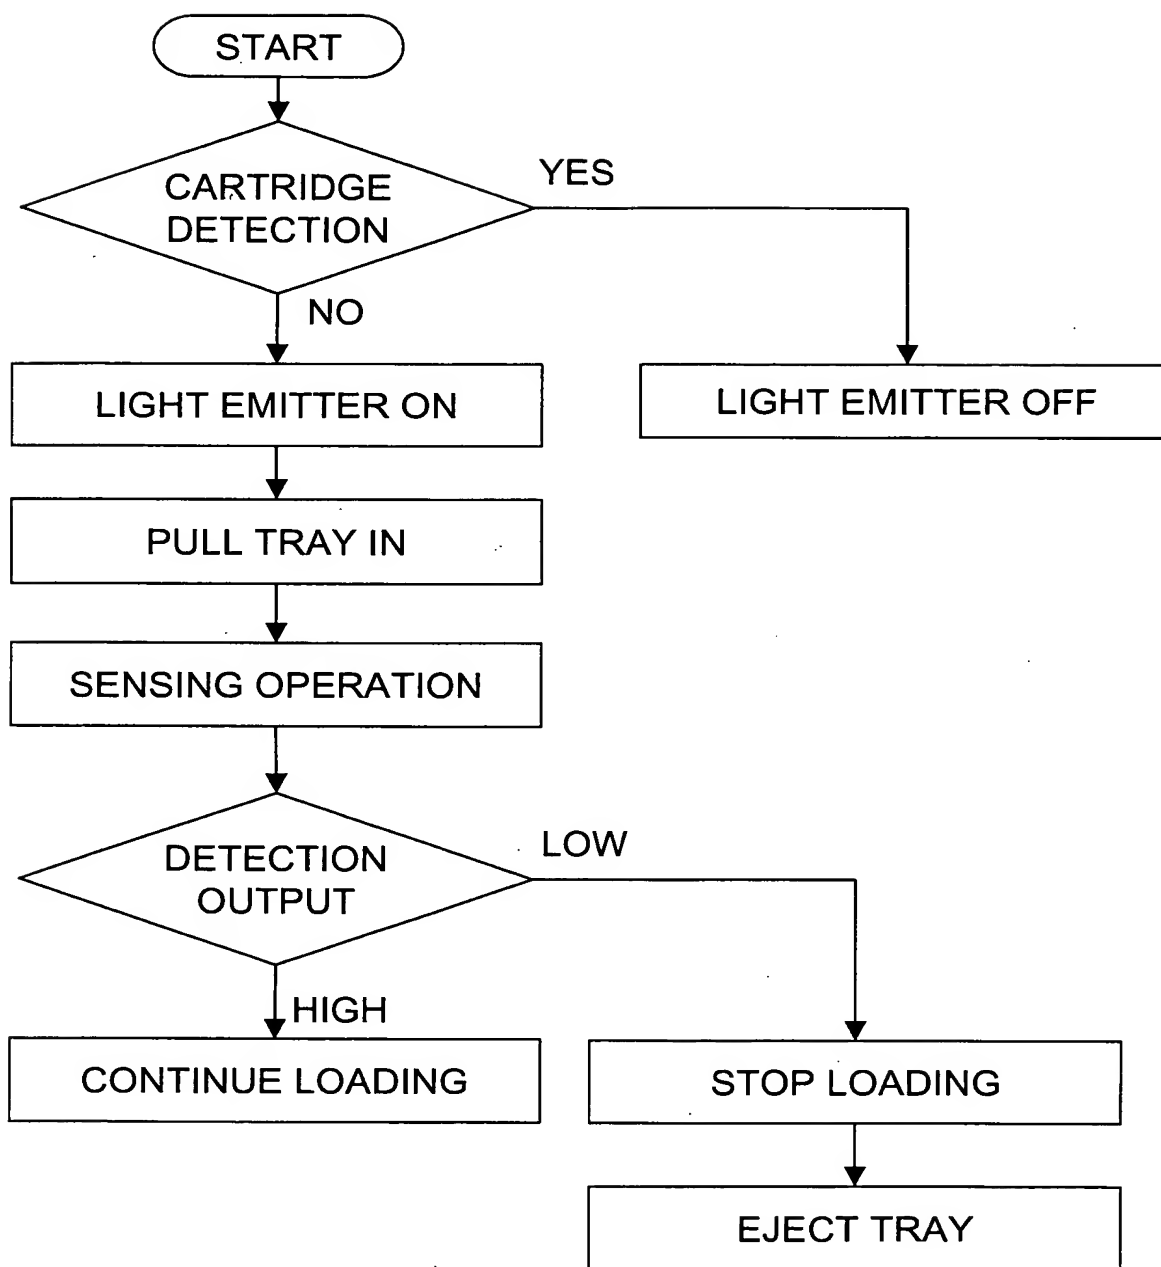 START
CARTRIDGE
DETECTION
YES
NO
LIGHT EMITTER ON
LIGHT EMITTER OFF
PULL TRAY IN
SENSING OPERATION
DETECTION
OUTPUT
LOW
HIGH
CONTINUE LOADING
STOP LOADING
EJECT TRAY